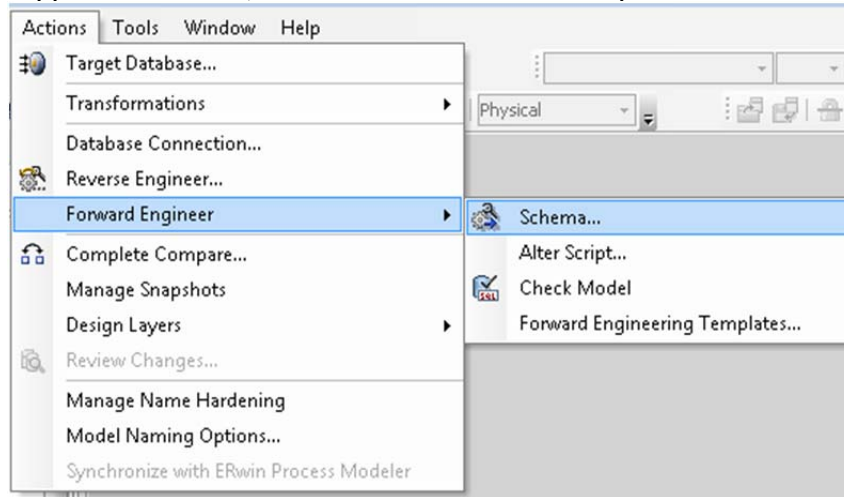 Actions Tools Window Help
Target Database...
Transformations
Physical
Database Connection...
Reverse Engineer...
Forward Engineer
Schema...
Alter Script...
Complete Compare...
Check Model
Manage Snapshots
Forward Engineering Templates...
Design Layers
Review Changes...
Manage Name Hardening
Model Naming Options...
Synchronize with ERwin Process Modeler